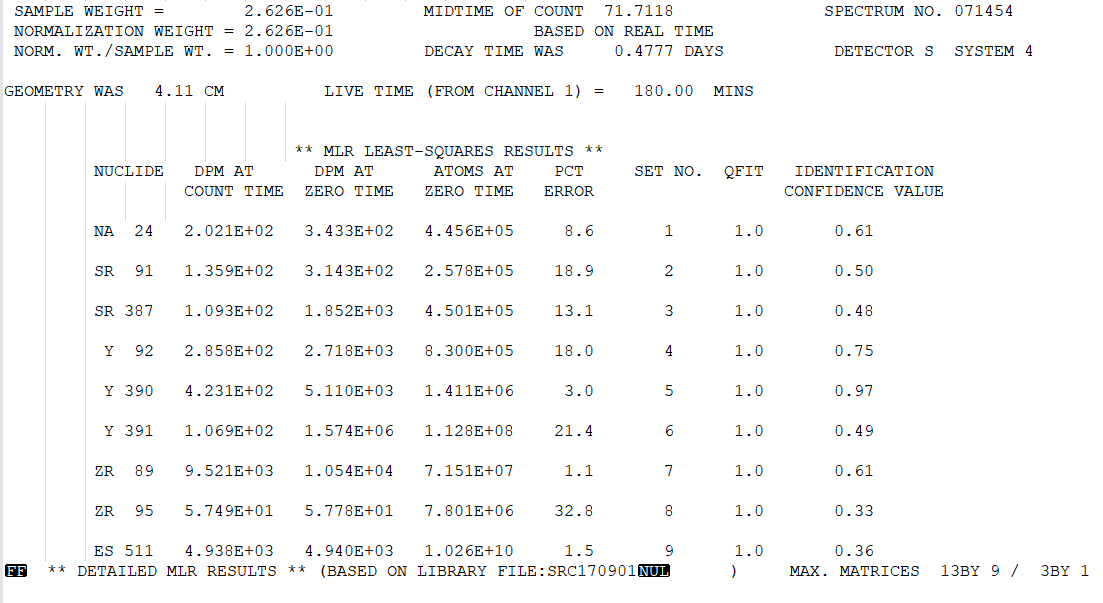 SAMPLE WEIGHT =        2.626E-01         MIDTIME OF COUNT  71.7118               SPECTRUM NO. 071454
NORMALIZATION WEIGHT = 2.626E-01                    BASED ON REAL TIME
NORM. WT./SAMPLE WT. = 1.000E+00         DECAY TIME WAS     0.4777 DAYS           DETECTOR S  SYSTEM 4
GEOMETRY WAS   4.11 CM          LIVE TIME (FROM CHANNEL 1) =   180.00  MINS
** MLR LEAST-SQUARES RESULTS **
NUCLIDE   DPM AT      DPM AT      ATOMS AT    PCT     SET NO.  QFIT   IDENTIFICATION
COUNT TIME  ZERO TIME   ZERO TIME   ERROR                   CONFIDENCE VALUE
NA  24   2.021E+02   3.433E+02   4.456E+05     8.6       1      1.0       0.61
SR  91   1.359E+02   3.143E+02   2.578E+05    18.9       2      1.0       0.50
SR 387   1.093E+02   1.852E+03   4.501E+05    13.1       3      1.0       0.48
Y  92   2.858E+02   2.718E+03   8.300E+05    18.0       4      1.0       0.75
Y 390   4.231E+02   5.110E+03   1.411E+06     3.0       5      1.0       0.97
Y 391   1.069E+02   1.574E+06   1.128E+08    21.4       6      1.0       0.49
ZR  89   9.521E+03   1.054E+04   7.151E+07     1.1       7      1.0       0.61
ZR  95   5.749E+01   5.778E+01   7.801E+06    32.8       8      1.0       0.33
ES 511   4.938E+03   4.940E+03   1.026E+10     1.5       9      1.0       0.36
FF  ** DETAILED MLR RESULTS ** (BASED ON LIBRARY FILE:SRC170901NUL      )     MAX. MATRICES  13BY 9 /  3BY 1